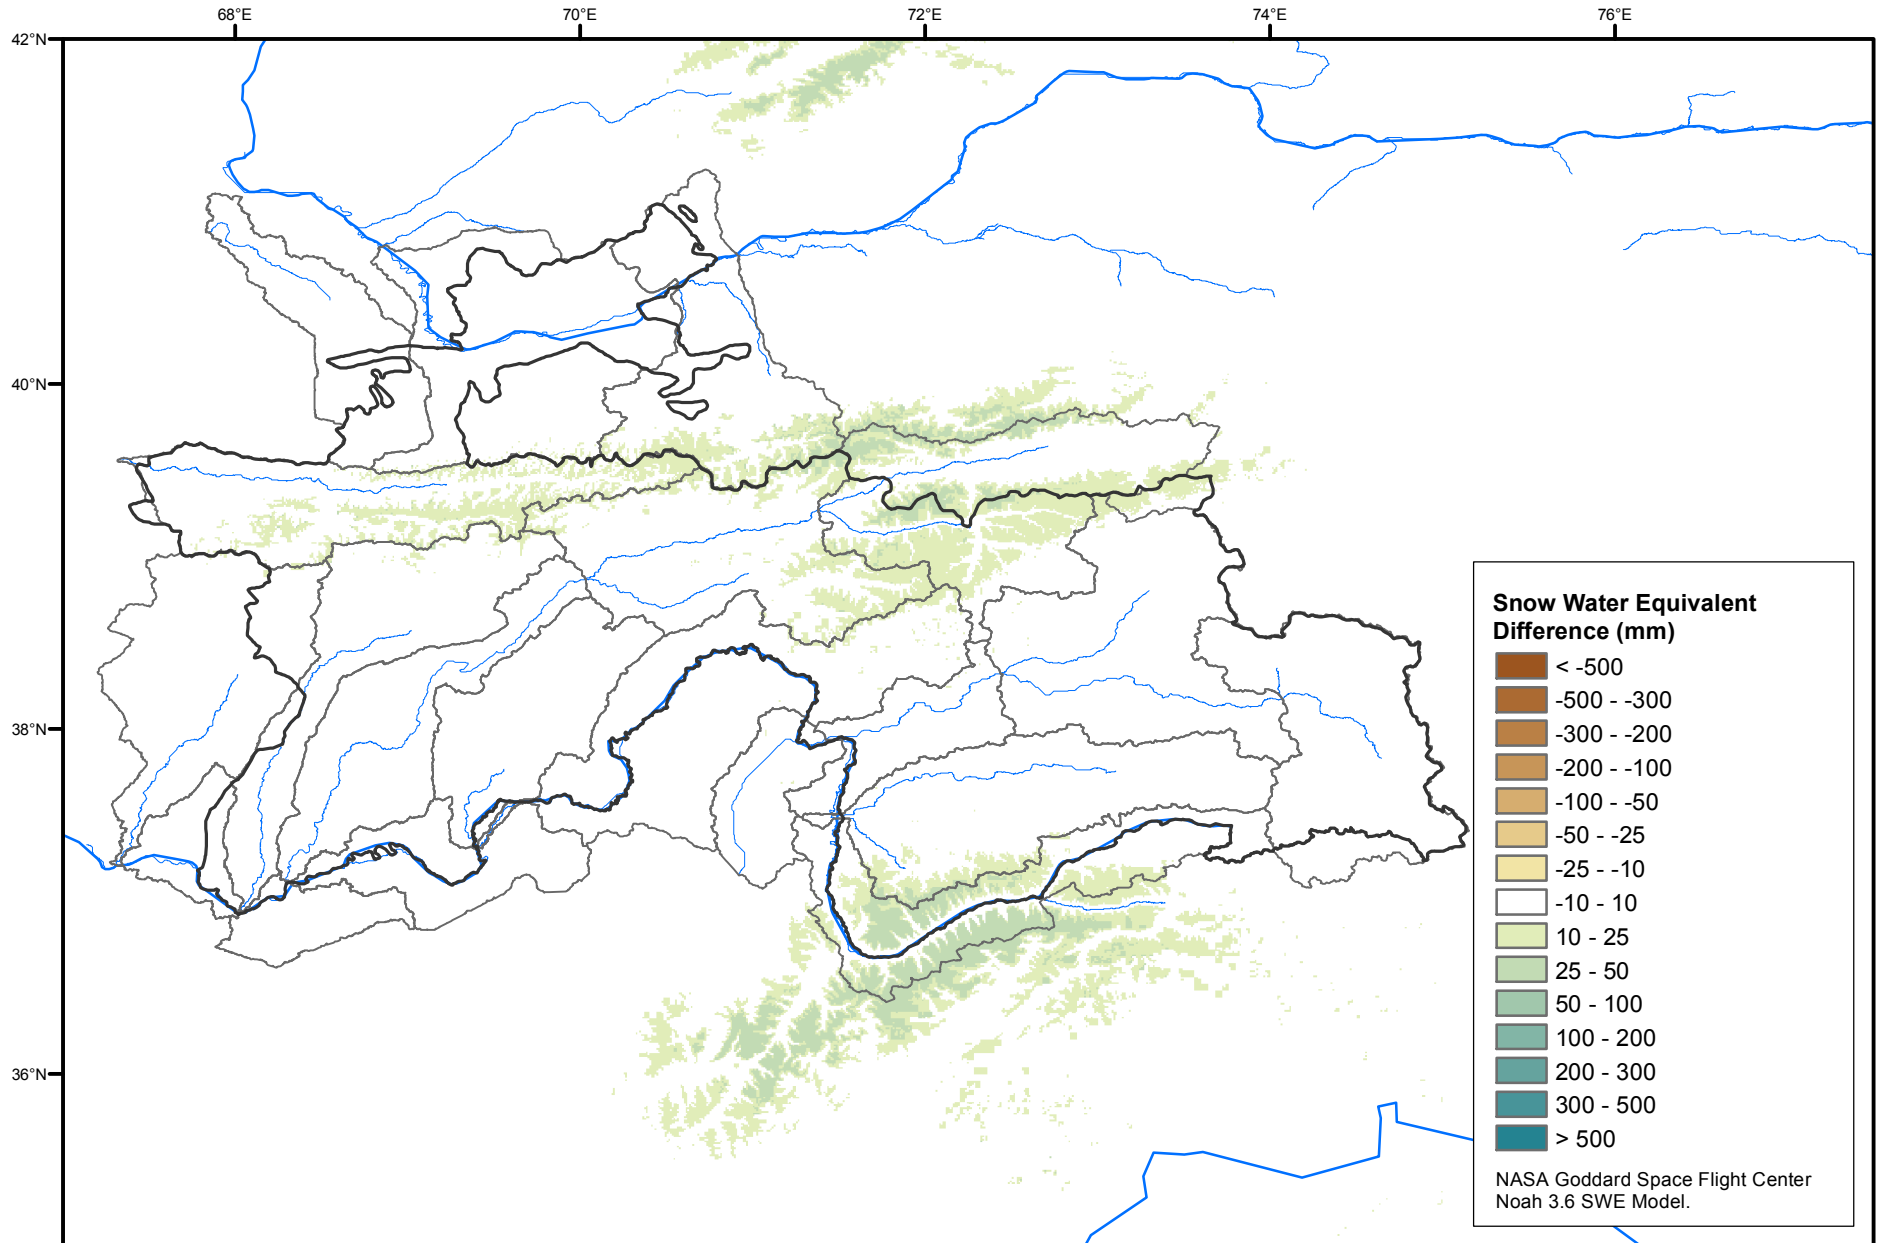 68°E 70°E 72°E 74°E 76°E
42°N
40°N
38°N
36°N
Snow Water Equivalent
Difference (mm)
< -500
-500 - -300
-300 - -200
-200 - -100
-100 - -50
-50 - -25
-25 - -10
-10 - 10
10 - 25
25 - 50
50 - 100
100 - 200
200 - 300
300 - 500
> 500
NASA Goddard Space Flight Center
Noah 3.6 SWE Model.